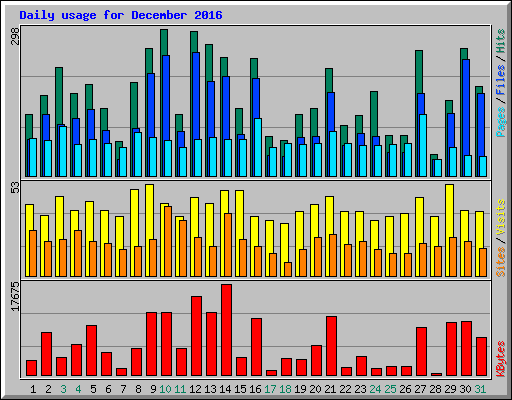 Daily usage for December 2016
298
Pages / Files / Hits
53
Sites / Visits
17675
KBytes
1 2 3 4 5 6 7 8 9 10 11 12 13 14 15 16 17 18 19 20 21 22 23 24 25 26 27 28 29 30 31